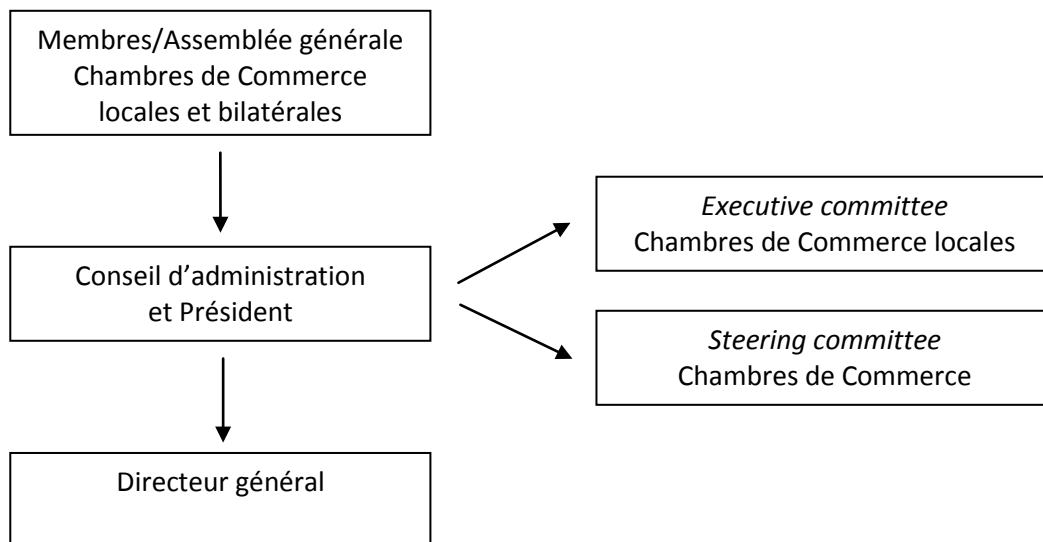 Membres/Assemblée générale
Chambres de Commerce
locales et bilatérales
Executive committee
Chambres de Commerce locales
Conseil d’administration
et Président
Steering committee
Chambres de Commerce
Directeur général